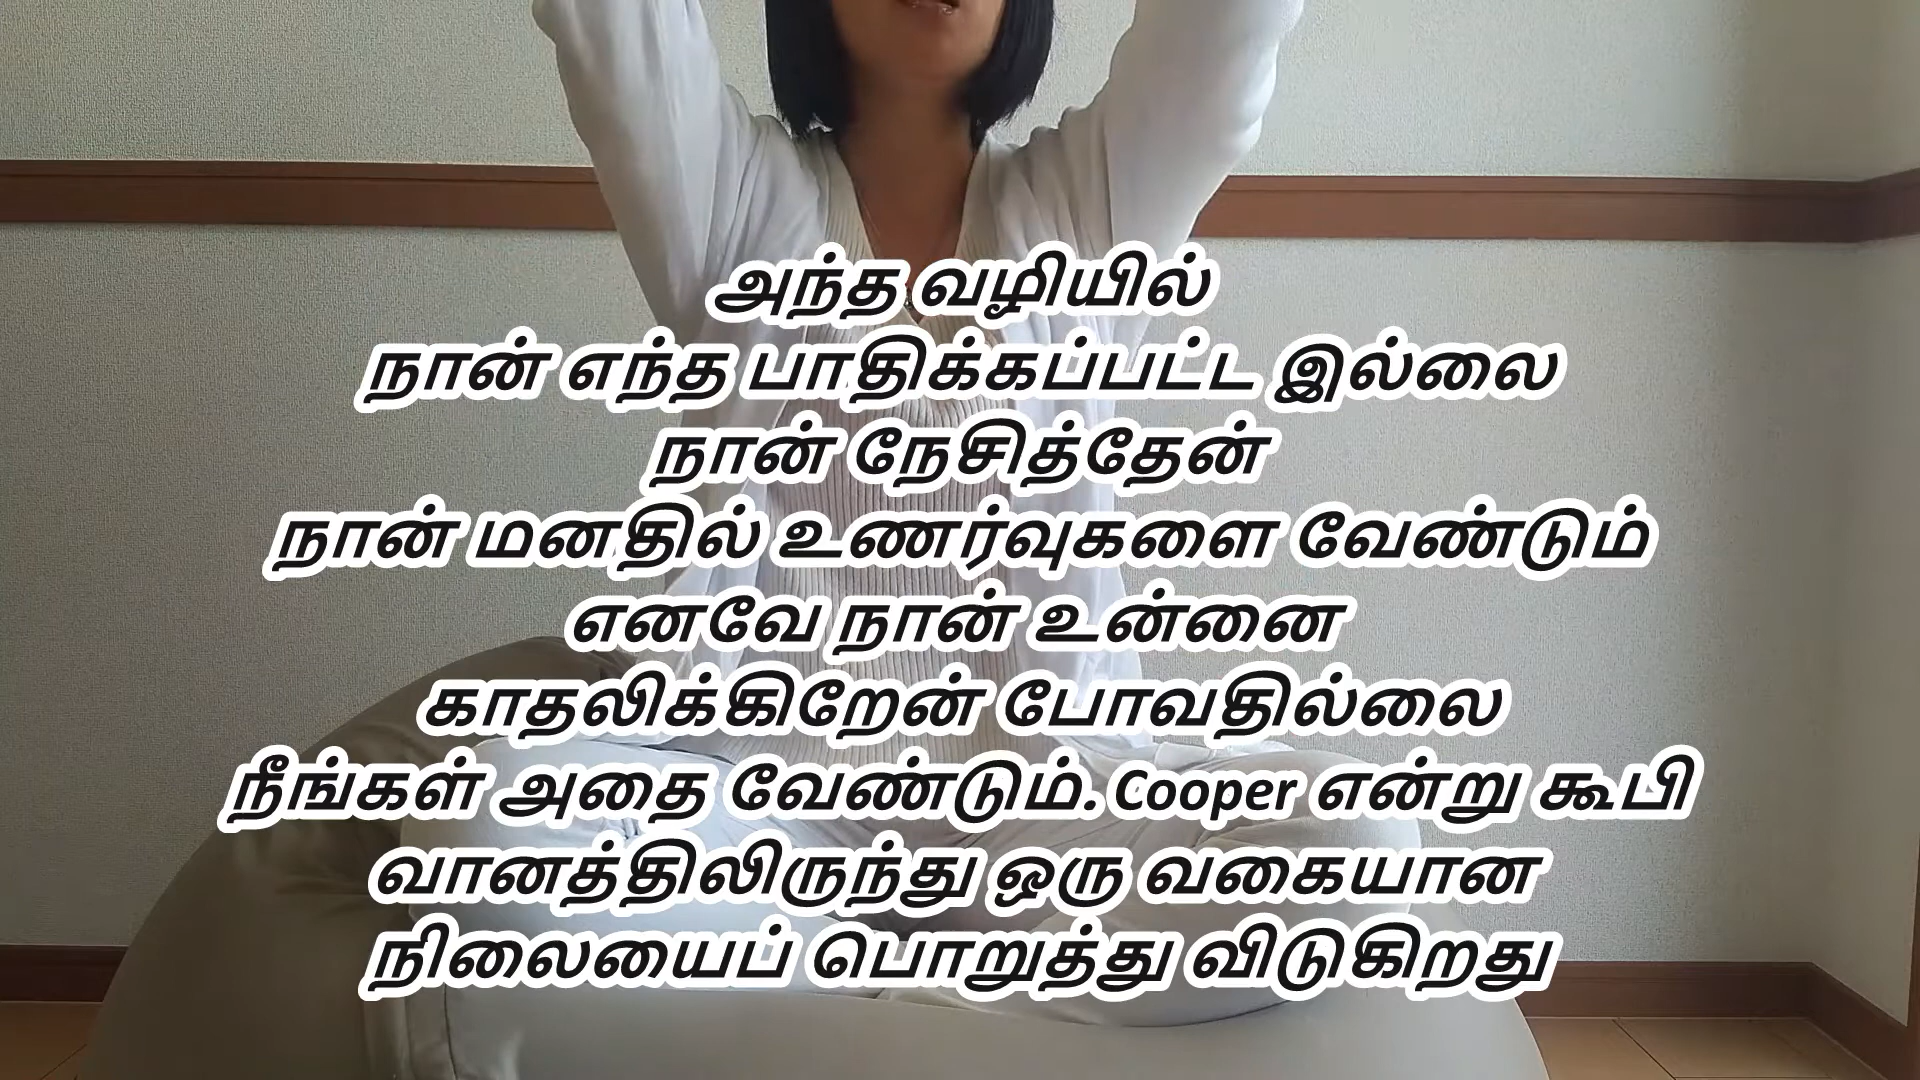 அந்த வழியில்
நான் எந்த பாதிக்கப்பட்ட இல்லை
நான் நேசித்தேன்
நான் மனதில் உணர்வுகளை வேண்டும்
எனவே நான் உன்னை
காதலிக்கிறேன் போவதில்லை
நீங்கள் அதை வேண்டும். Cooper என்று கூபி
வானத்திலிருந்து ஒரு வகையான
நிலையைப் பொறுத்து விடுகிறது